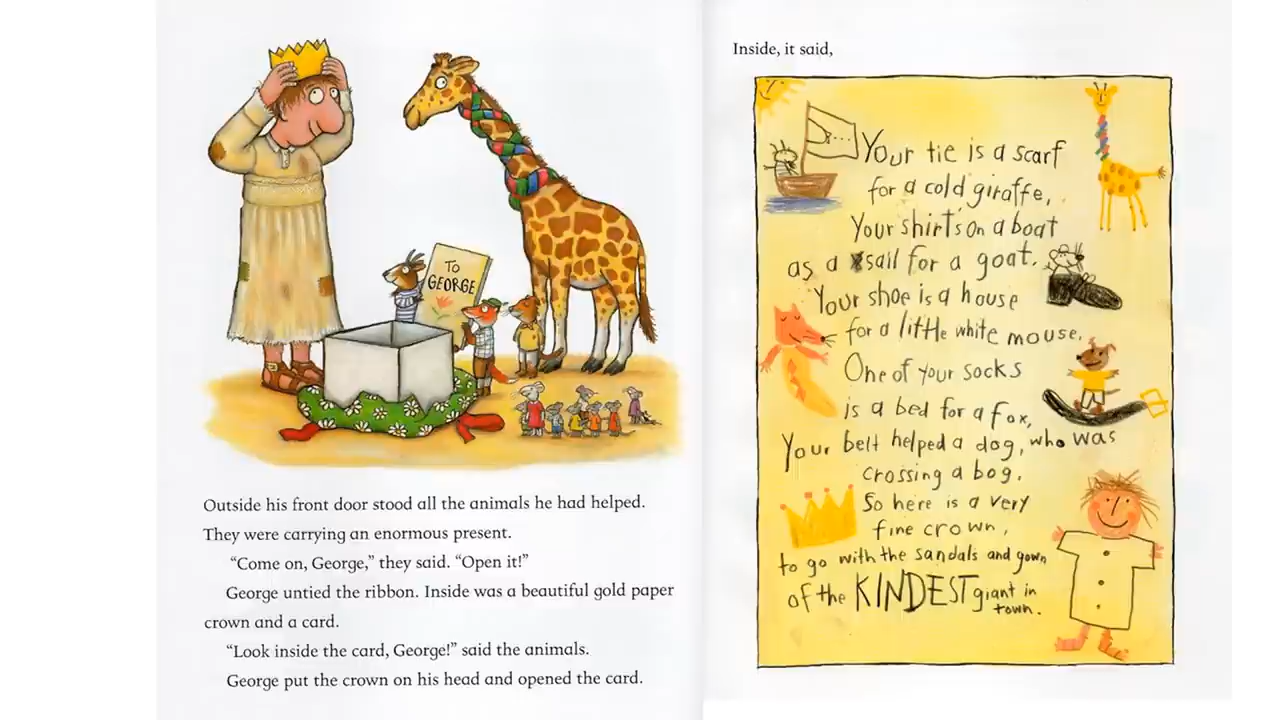 TO
GEORGE
Outside his front door stood all the animals he had helped.
They were carrying an enormous present.
“Come on, George,” they said. “Open it!”
George untied the ribbon. Inside was a beautiful gold paper
crown and a card.
“Look inside the card, George!” said the animals.
George put the crown on his head and opened the card.
Inside, it said,
Your tie is a scarf
for a cold giraffe,
Your shirt's on a boat
as a sail for a goat.
Your shoe is a house
for a little white mouse,
One of your socks
is a bed for a fox,
Your belt helped a dog, who was
crossing a bog.
So here is a very
fine crown,
to go with the sandals and gown
of the KINDEST giant in
town.